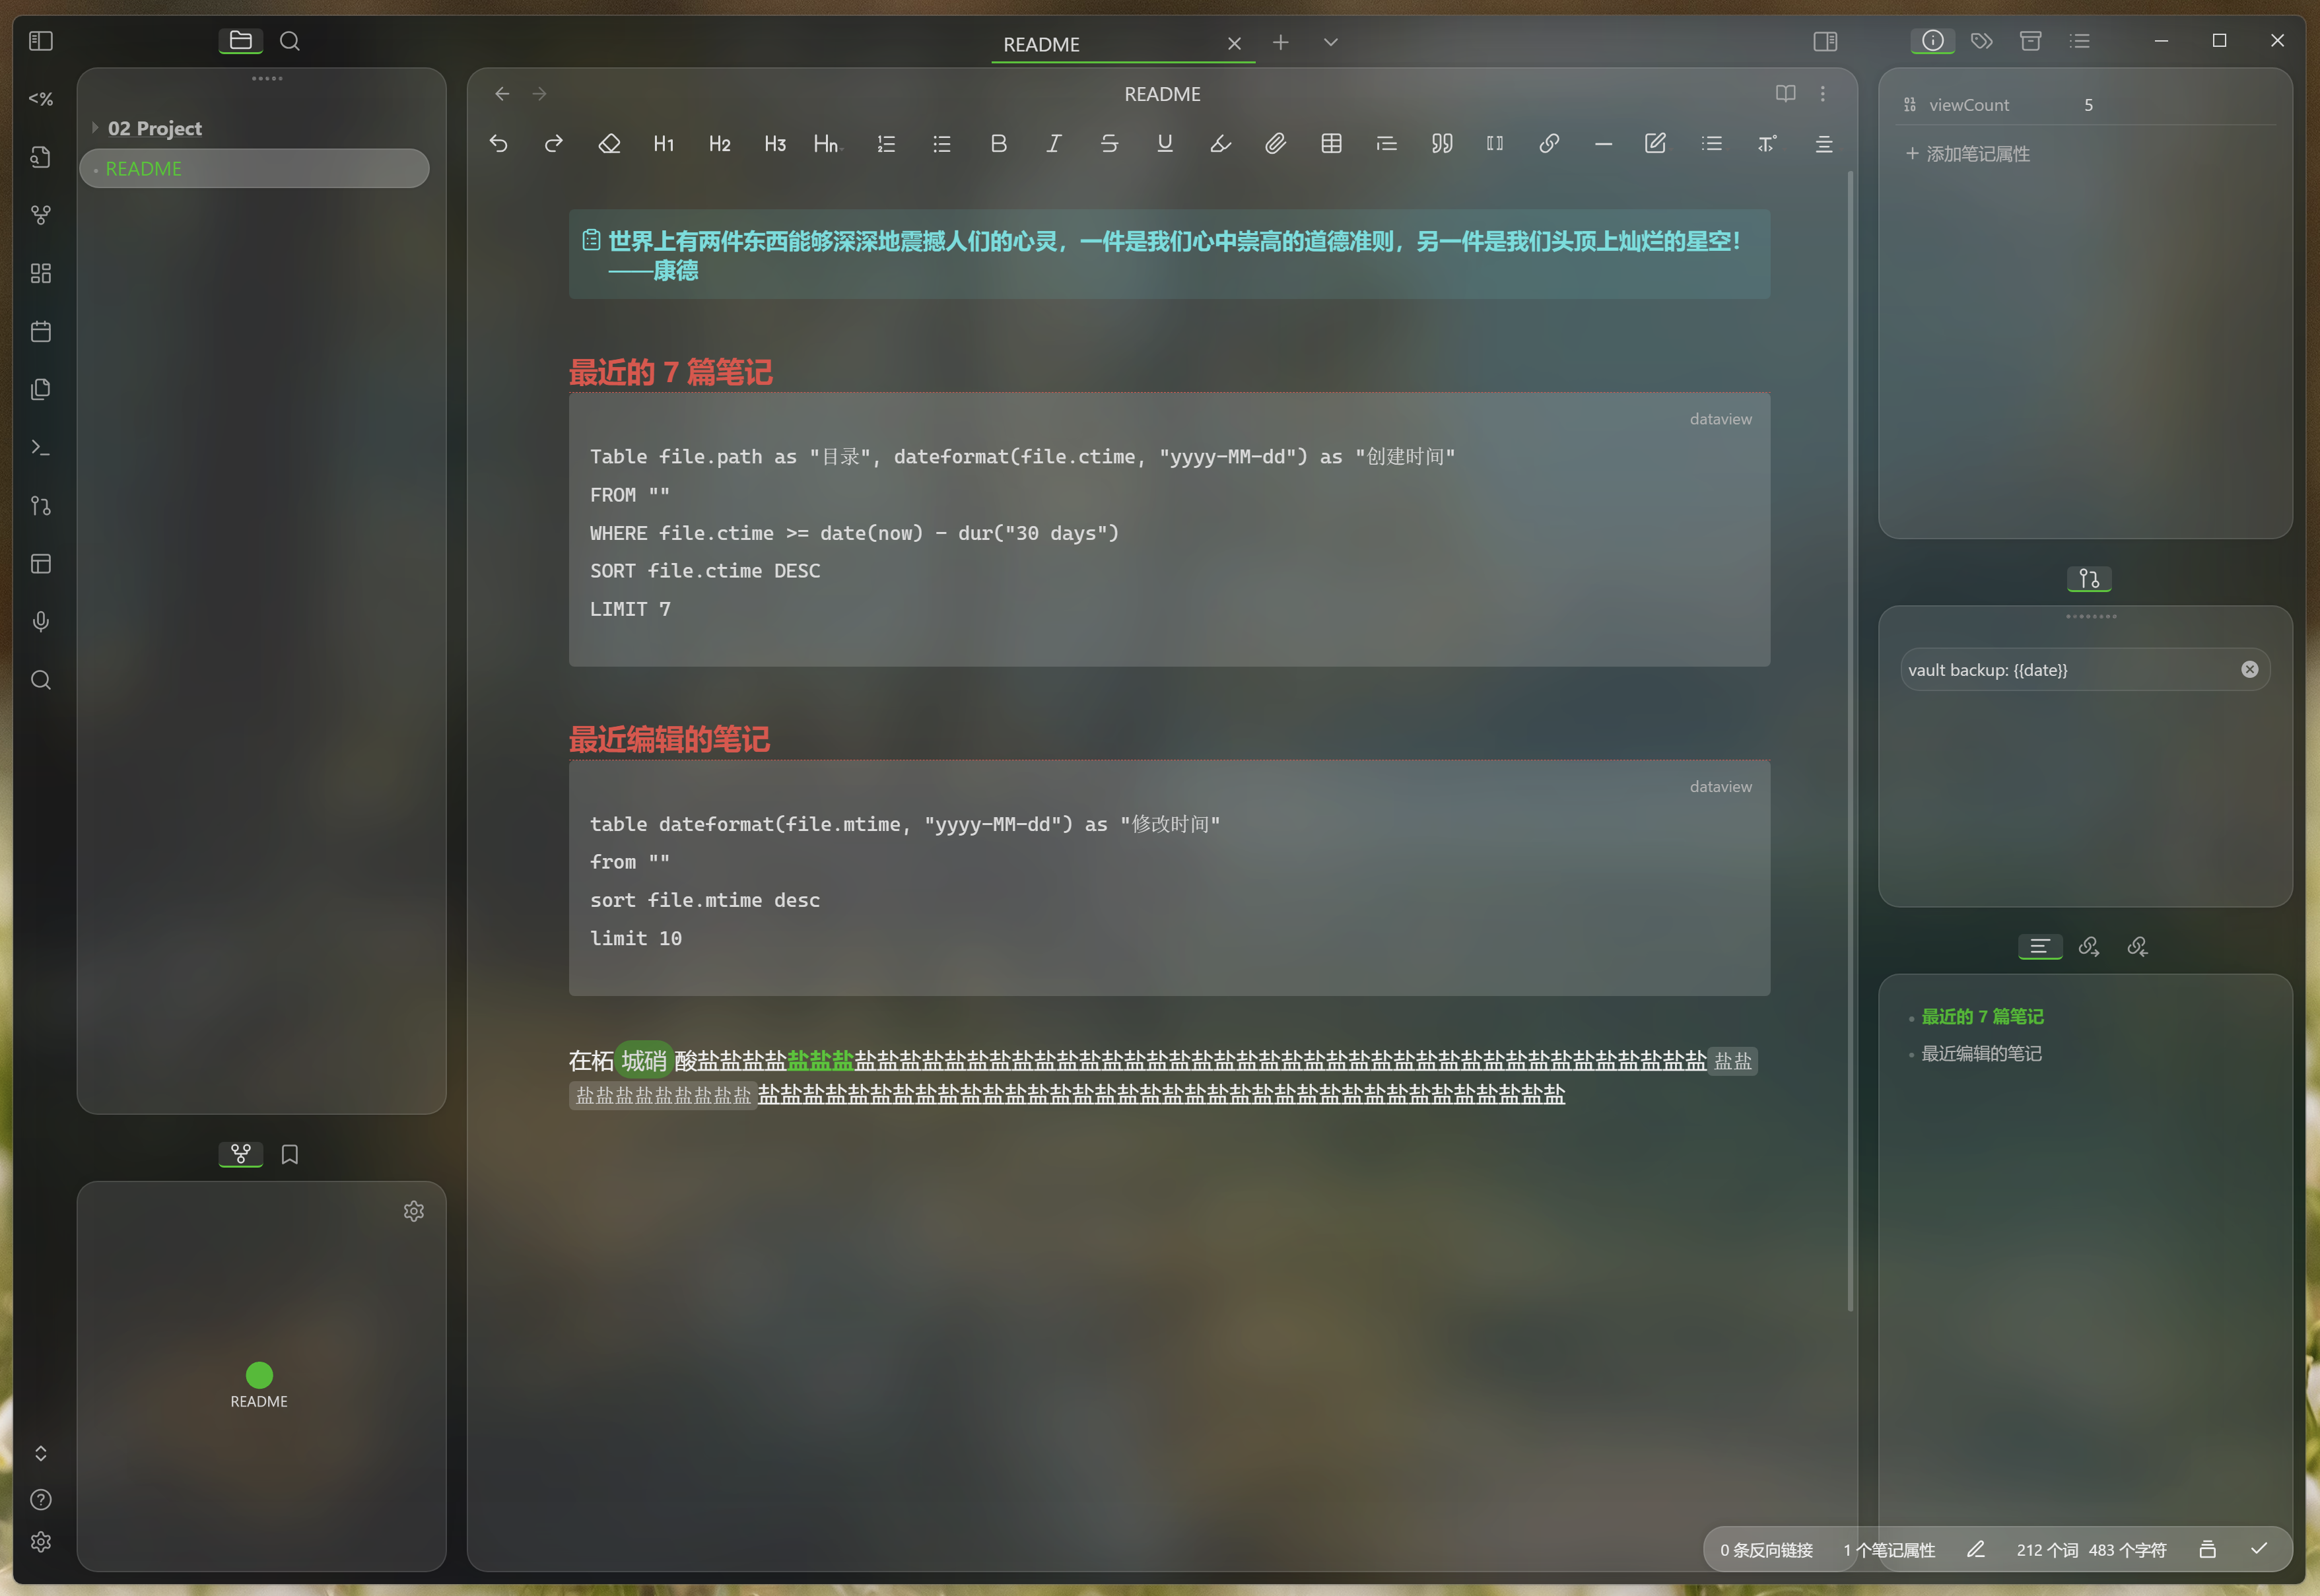 README
<%
02 Project
README
README
H1 H2 H3 Hn
世界上有两件东西能够深深地震撼人们的心灵，一件是我们心中崇高的道德准则，另一件是我们头顶上灿烂的星空！
——康德
最近的 7 篇笔记
dataview
Table file.path as "目录", dateformat(file.ctime, "yyyy-MM-dd") as "创建时间"
FROM ""
WHERE file.ctime >= date(now) - dur("30 days")
SORT file.ctime DESC
LIMIT 7
最近编辑的笔记
dataview
table dateformat(file.mtime, "yyyy-MM-dd") as "修改时间"
from ""
sort file.mtime desc
limit 10
在柘城硝酸盐盐盐盐盐盐盐盐盐盐盐盐盐盐盐盐盐盐盐盐盐盐盐盐盐盐盐盐盐盐盐盐盐盐盐盐盐盐盐盐盐盐盐盐盐盐盐
盐盐盐盐盐盐盐盐盐盐盐盐盐盐盐盐盐盐盐盐盐盐盐盐盐盐盐盐盐盐盐盐盐盐盐盐盐盐盐盐盐盐盐盐盐
README
viewCount 5
添加笔记属性
vault backup: {{date}}
最近的 7 篇笔记
最近编辑的笔记
0 条反向链接 1 个笔记属性 212 个词 483 个字符